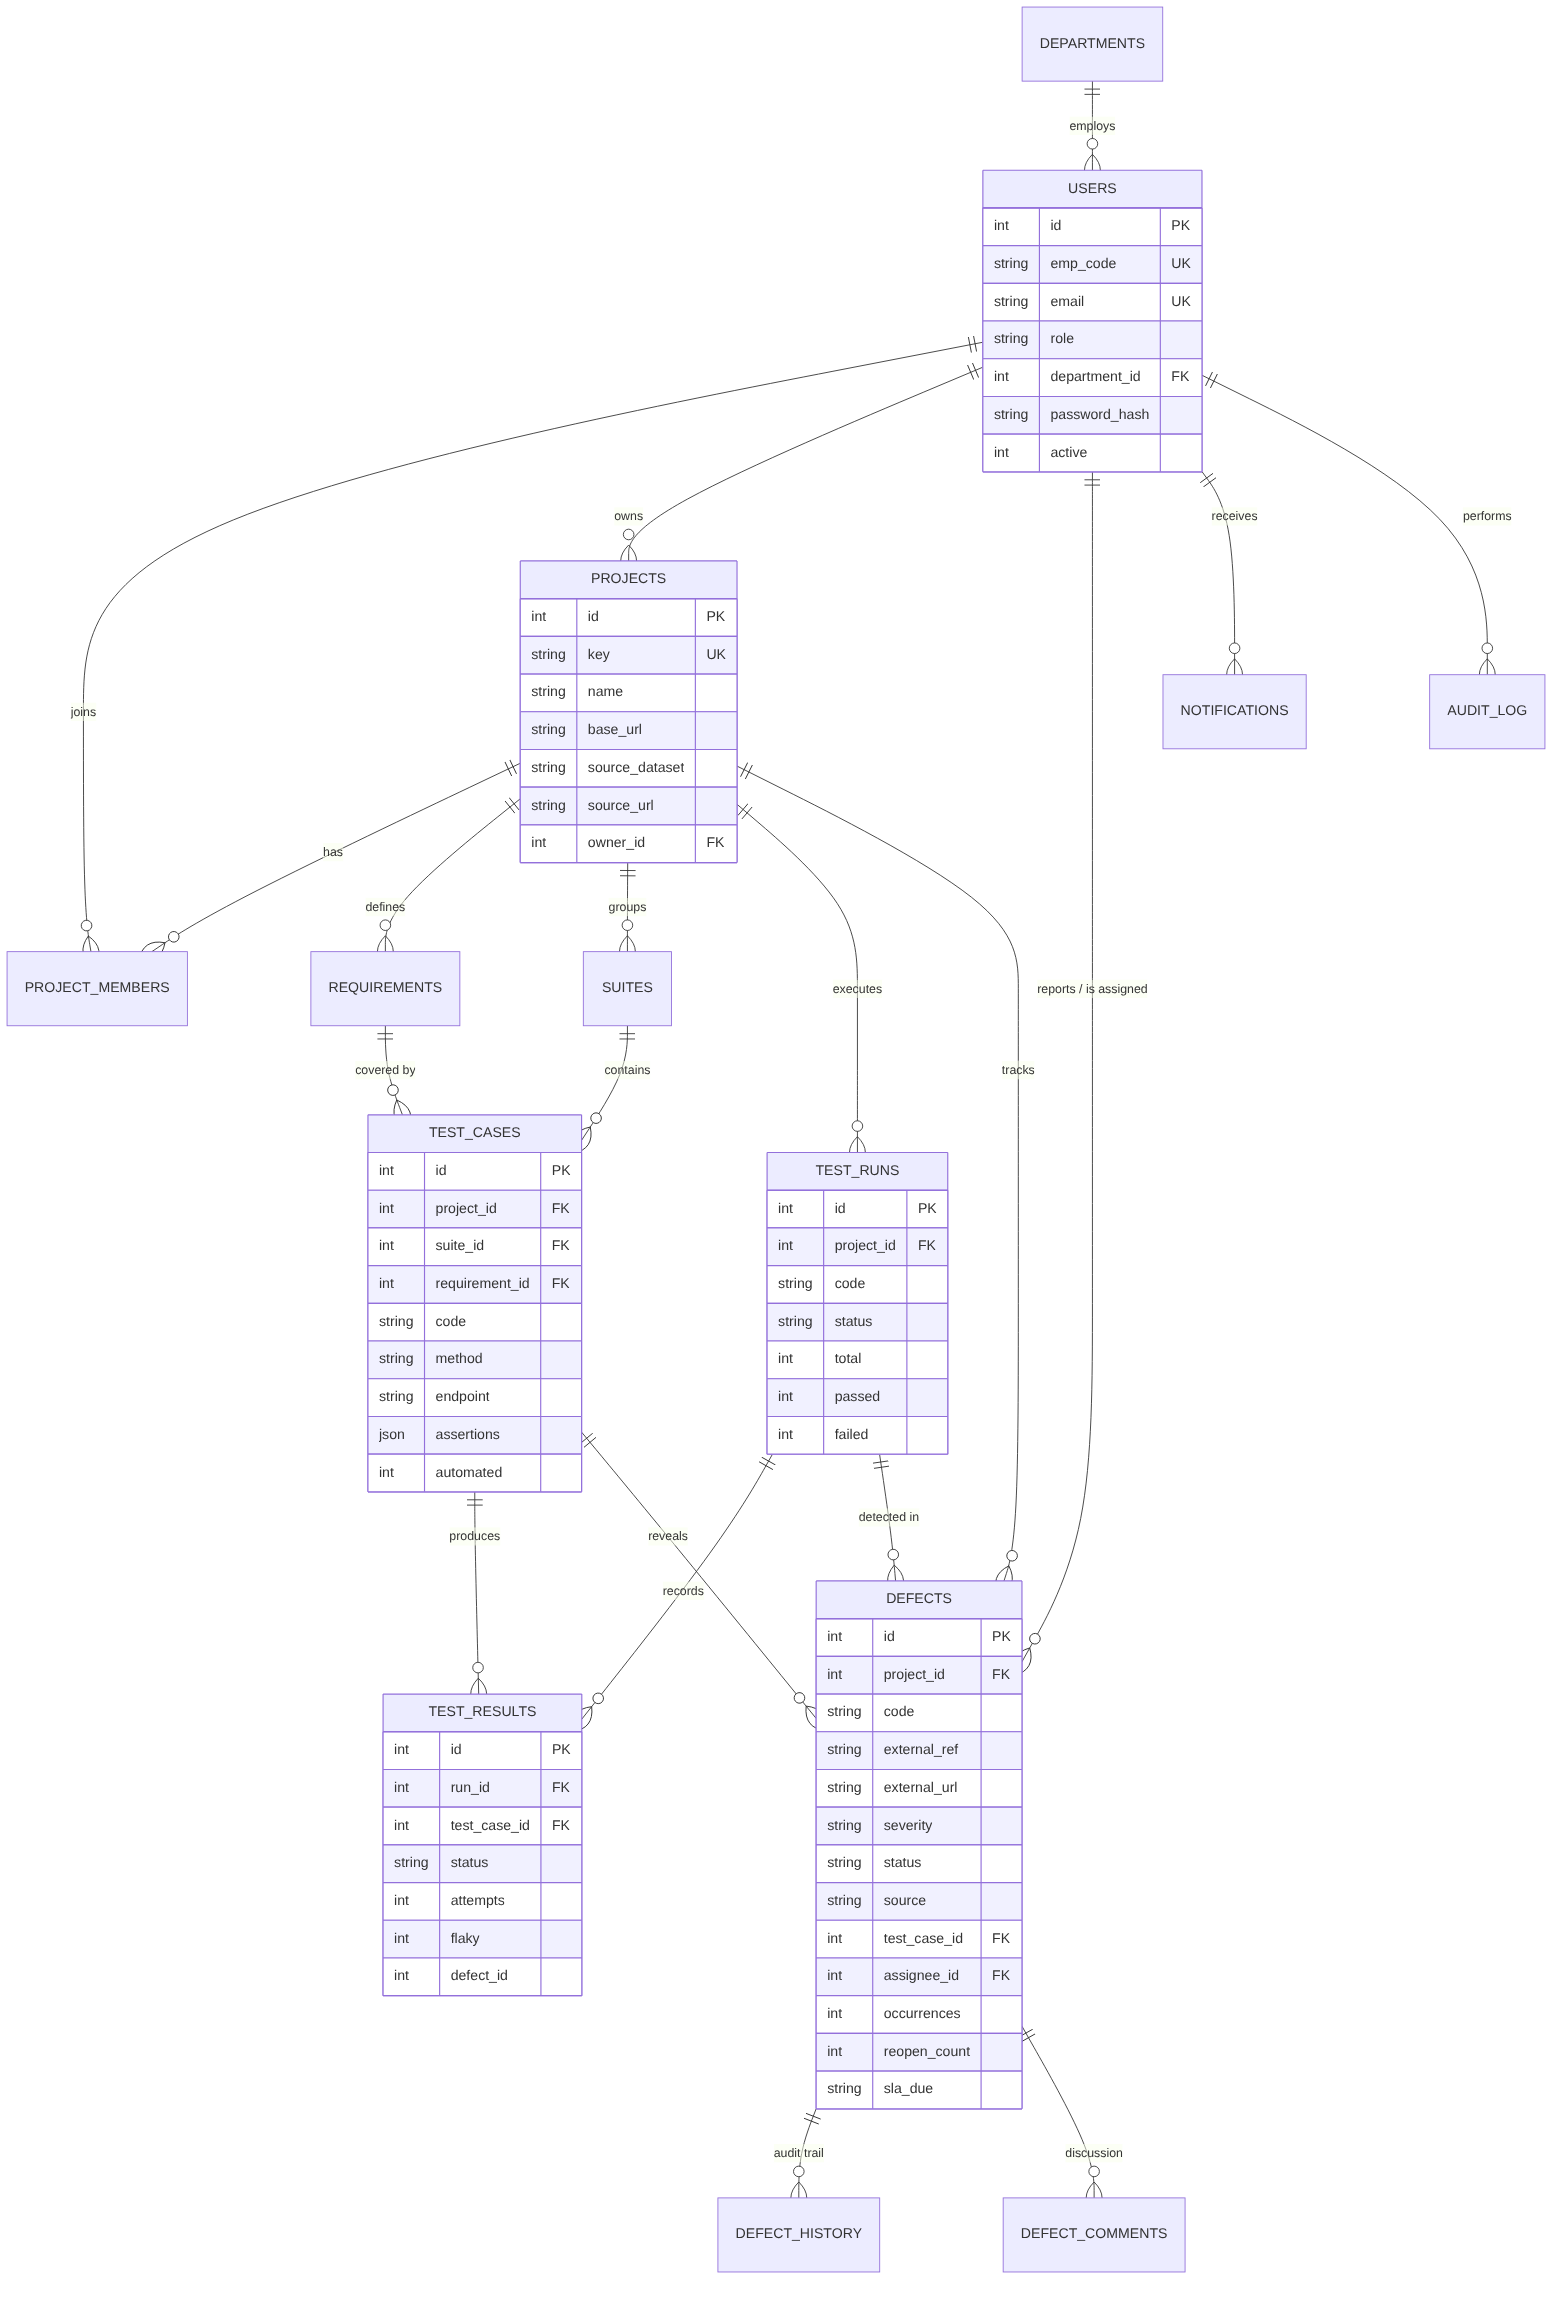 DEPARTMENTS
employs
USERS
int id PK
string emp_code UK
string email UK
string role
int department_id FK
string password_hash
int active
owns
receives
performs
PROJECTS
int id PK
string key UK
string name
string base_url
string source_dataset
string source_url
int owner_id FK
joins
NOTIFICATIONS
AUDIT_LOG
has
defines
groups
PROJECT_MEMBERS
REQUIREMENTS
SUITES
executes
reports / is assigned
covered by
contains
tracks
TEST_CASES
int id PK
int project_id FK
int suite_id FK
int requirement_id FK
string code
string method
string endpoint
json assertions
int automated
TEST_RUNS
int id PK
int project_id FK
string code
string status
int total
int passed
int failed
produces
reveals
detected in
records
DEFECTS
int id PK
int project_id FK
string code
string external_ref
string external_url
string severity
string status
string source
int test_case_id FK
int assignee_id FK
int occurrences
int reopen_count
string sla_due
TEST_RESULTS
int id PK
int run_id FK
int test_case_id FK
string status
int attempts
int flaky
int defect_id
audit trail
discussion
DEFECT_HISTORY
DEFECT_COMMENTS